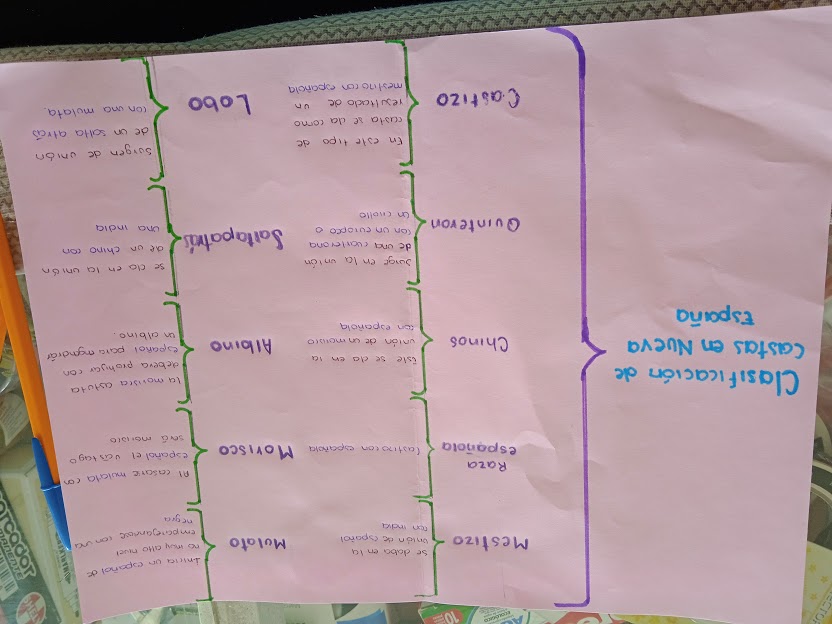 Clasificación de
Castas en Nueva
España
Mestizo
se daba en la
unión de español
con india
Raza
española
Castizo con española
Chinos
Este se da en la
unión de un morisco
con española
Quinteron
Surge en la unión
de una cuarterona
con un europeo o
un criollo
Castizo
En este tipo de
casta se da como
resultado de un
mestizo con española
Mulato
un español de
no muy alto nivel
emparejandose con una
negra
Morisco
Al casarse mulata con
español el vastago
será morisco
Albino
la morisca astuta
debera prohijar con
español para
un albino.
Saltapatrás
se da en la unión
de un chino con
una india
Lobo
Surgen de unión
de un salta atrás
con una mulata.
ECOLÓGICO
10